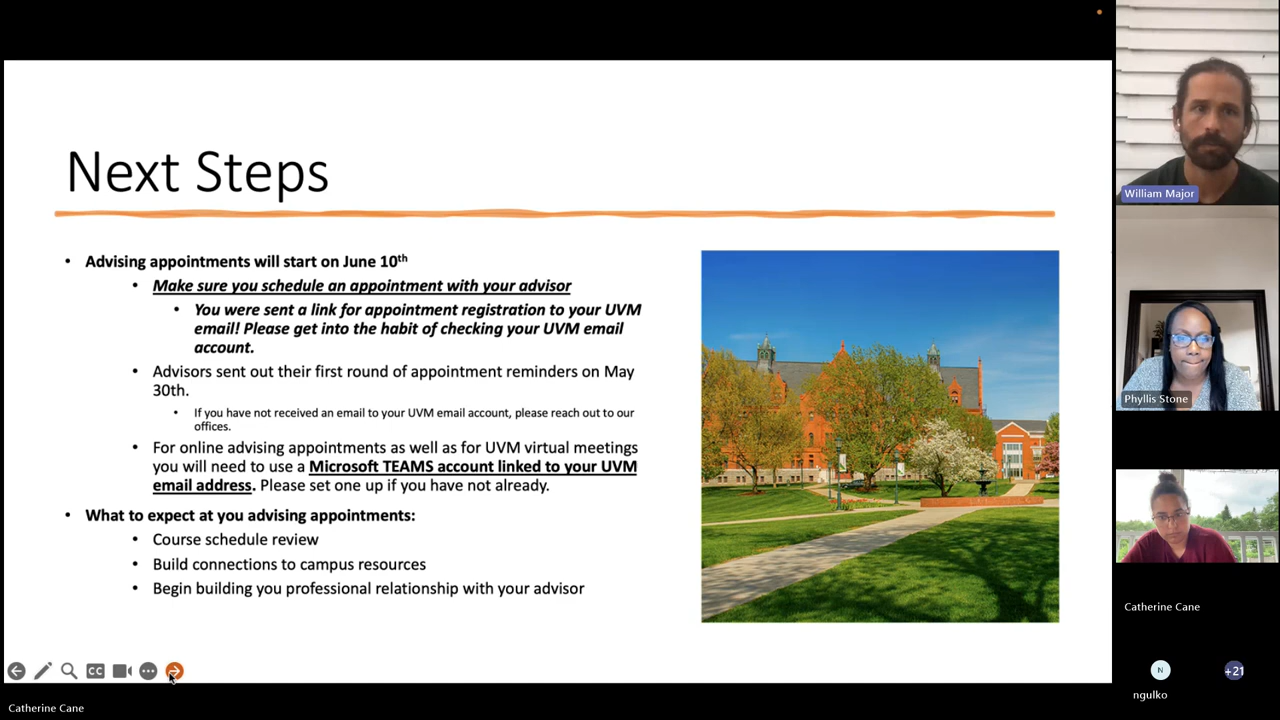 Next Steps
• Advising appointments will start on June 10th
• Make sure you schedule an appointment with your advisor
• You were sent a link for appointment registration to your UVM
email! Please get into the habit of checking your UVM email
account.
• Advisors sent out their first round of appointment reminders on May
30th.
• If you have not received an email to your UVM email account, please reach out to our
offices.
• For online advising appointments as well as for UVM virtual meetings
you will need to use a Microsoft TEAMS account linked to your UVM
email address. Please set one up if you have not already.
• What to expect at you advising appointments:
• Course schedule review
• Build connections to campus resources
• Begin building you professional relationship with your advisor
CC
Catherine Cane
William Major
Phyllis Stone
Catherine Cane
N
+21
ngulko